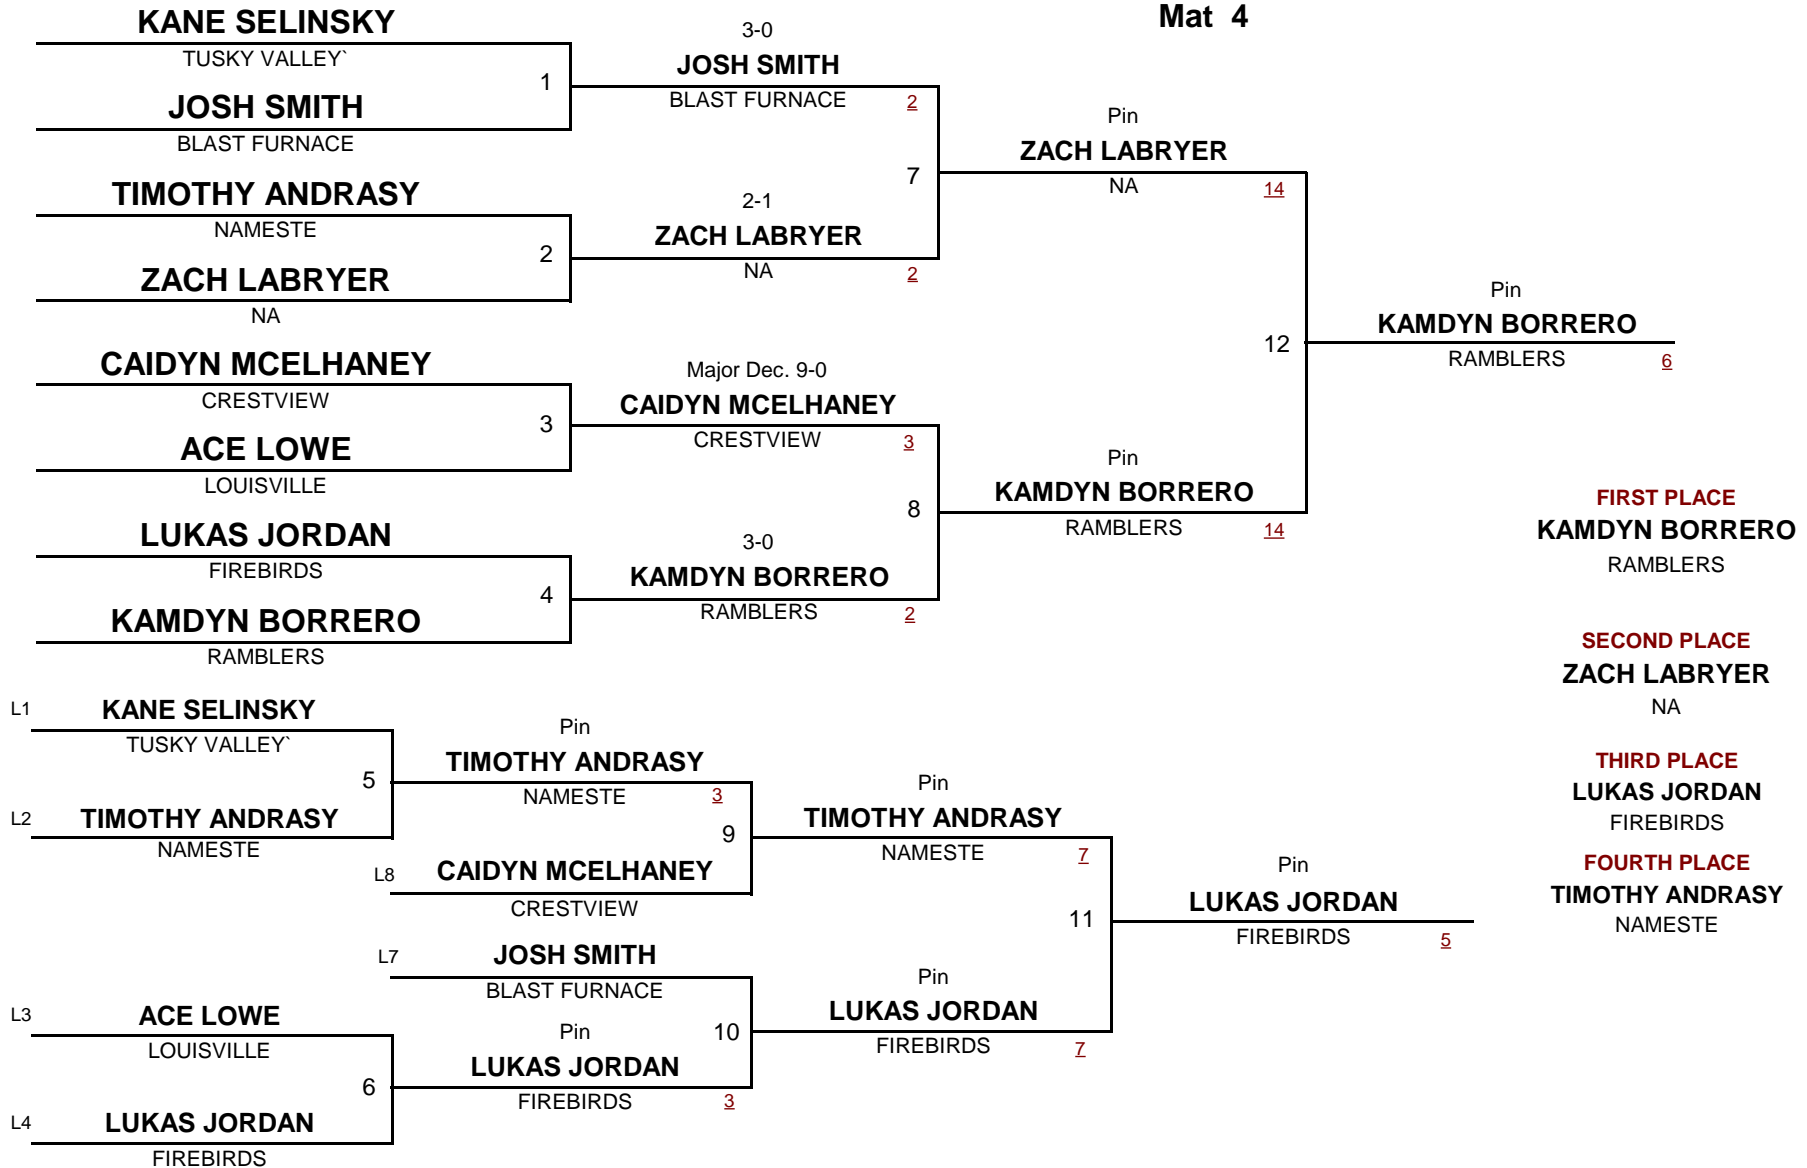 Mat 4
KANE SELINSKY
TUSKY VALLEY`
1
JOSH SMITH
BLAST FURNACE
TIMOTHY ANDRASY
NAMESTE
2
ZACH LABRYER
NA
CAIDYN MCELHANEY
CRESTVIEW
3
ACE LOWE
LOUISVILLE
LUKAS JORDAN
FIREBIRDS
4
KAMDYN BORRERO
RAMBLERS
3-0
JOSH SMITH
BLAST FURNACE 2
7
2-1
ZACH LABRYER
NA 2
Major Dec. 9-0
CAIDYN MCELHANEY
CRESTVIEW 3
8
3-0
KAMDYN BORRERO
RAMBLERS 2
Pin
ZACH LABRYER
NA 14
12
Pin
KAMDYN BORRERO
RAMBLERS 14
Pin
KAMDYN BORRERO
RAMBLERS 6
FIRST PLACE
KAMDYN BORRERO
RAMBLERS
SECOND PLACE
ZACH LABRYER
NA
THIRD PLACE
LUKAS JORDAN
FIREBIRDS
FOURTH PLACE
TIMOTHY ANDRASY
NAMESTE
L1 KANE SELINSKY
TUSKY VALLEY`
5
L2 TIMOTHY ANDRASY
NAMESTE
Pin
TIMOTHY ANDRASY
NAMESTE 3
9
L8 CAIDYN MCELHANEY
CRESTVIEW
L7 JOSH SMITH
BLAST FURNACE
10
L3 ACE LOWE
LOUISVILLE
6
L4 LUKAS JORDAN
FIREBIRDS
Pin
LUKAS JORDAN
FIREBIRDS 3
Pin
TIMOTHY ANDRASY
NAMESTE 7
11
Pin
LUKAS JORDAN
FIREBIRDS 7
Pin
LUKAS JORDAN
FIREBIRDS 5